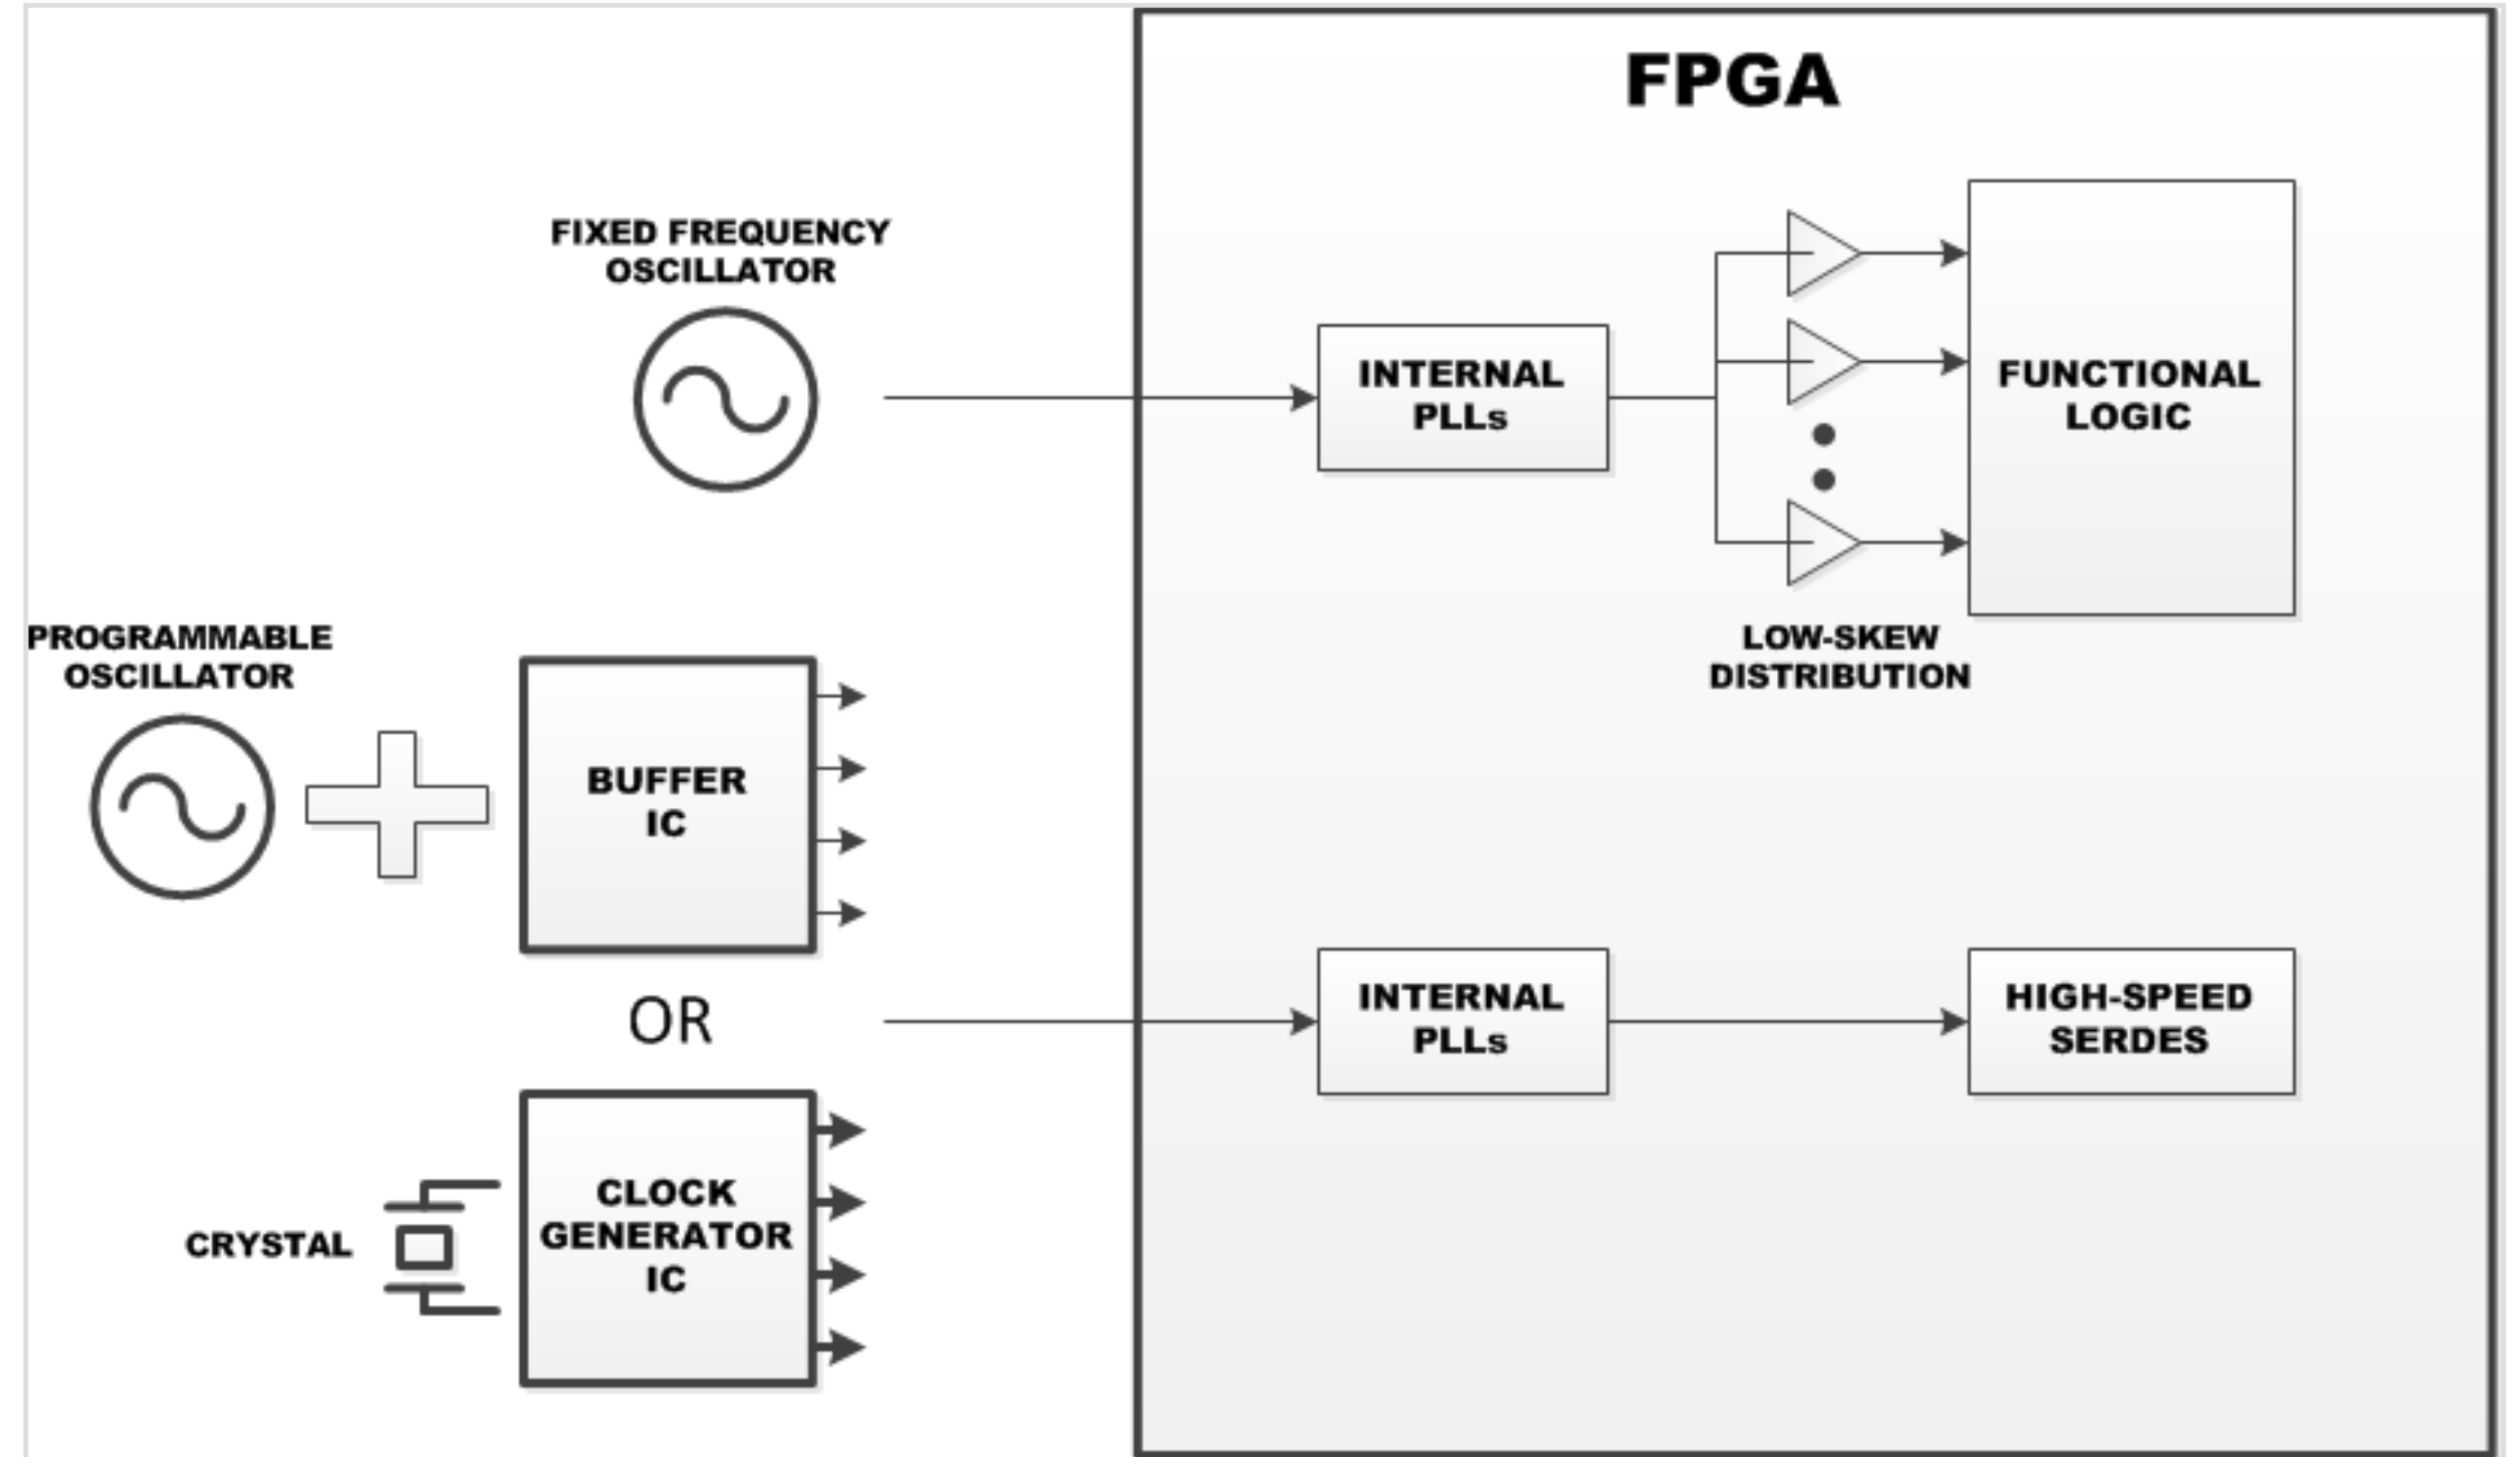 FPGA
FIXED FREQUENCY
OSCILLATOR
INTERNAL
PLLs
FUNCTIONAL
LOGIC
LOW-SKEW
DISTRIBUTION
PROGRAMMABLE
OSCILLATOR
BUFFER
IC
OR
INTERNAL
PLLs
HIGH-SPEED
SERDES
CRYSTAL
CLOCK
GENERATOR
IC